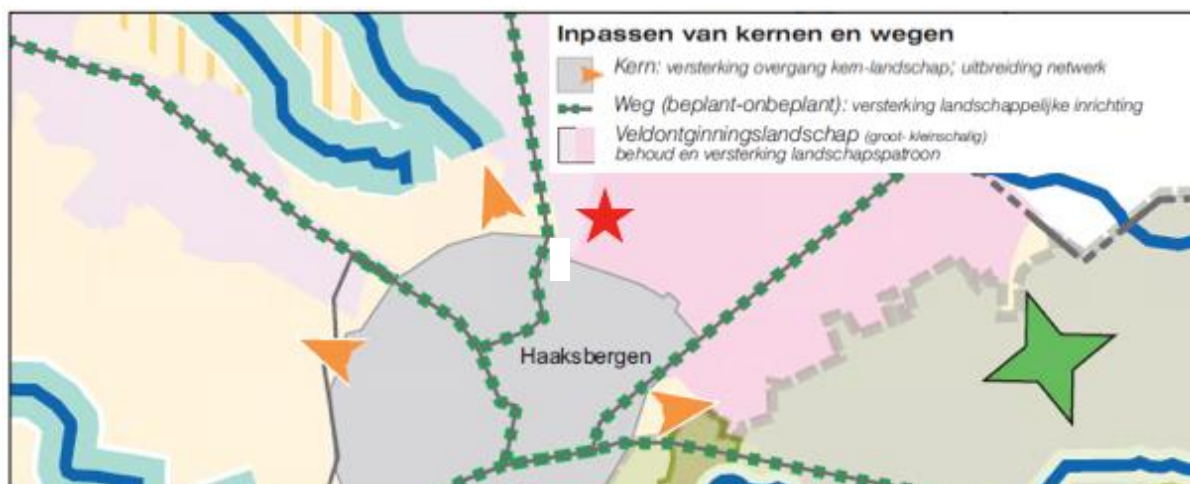 Inpassen van kernen en wegen
Kern: versterking overgang kern-landschap; uitbreiding netwerk
Weg (beplant-onbeplant): versterking landschappelijke inrichting
Veldontginningslandschap (groot- kleinschalig)
behoud en versterking landschapspatroon
Haaksbergen